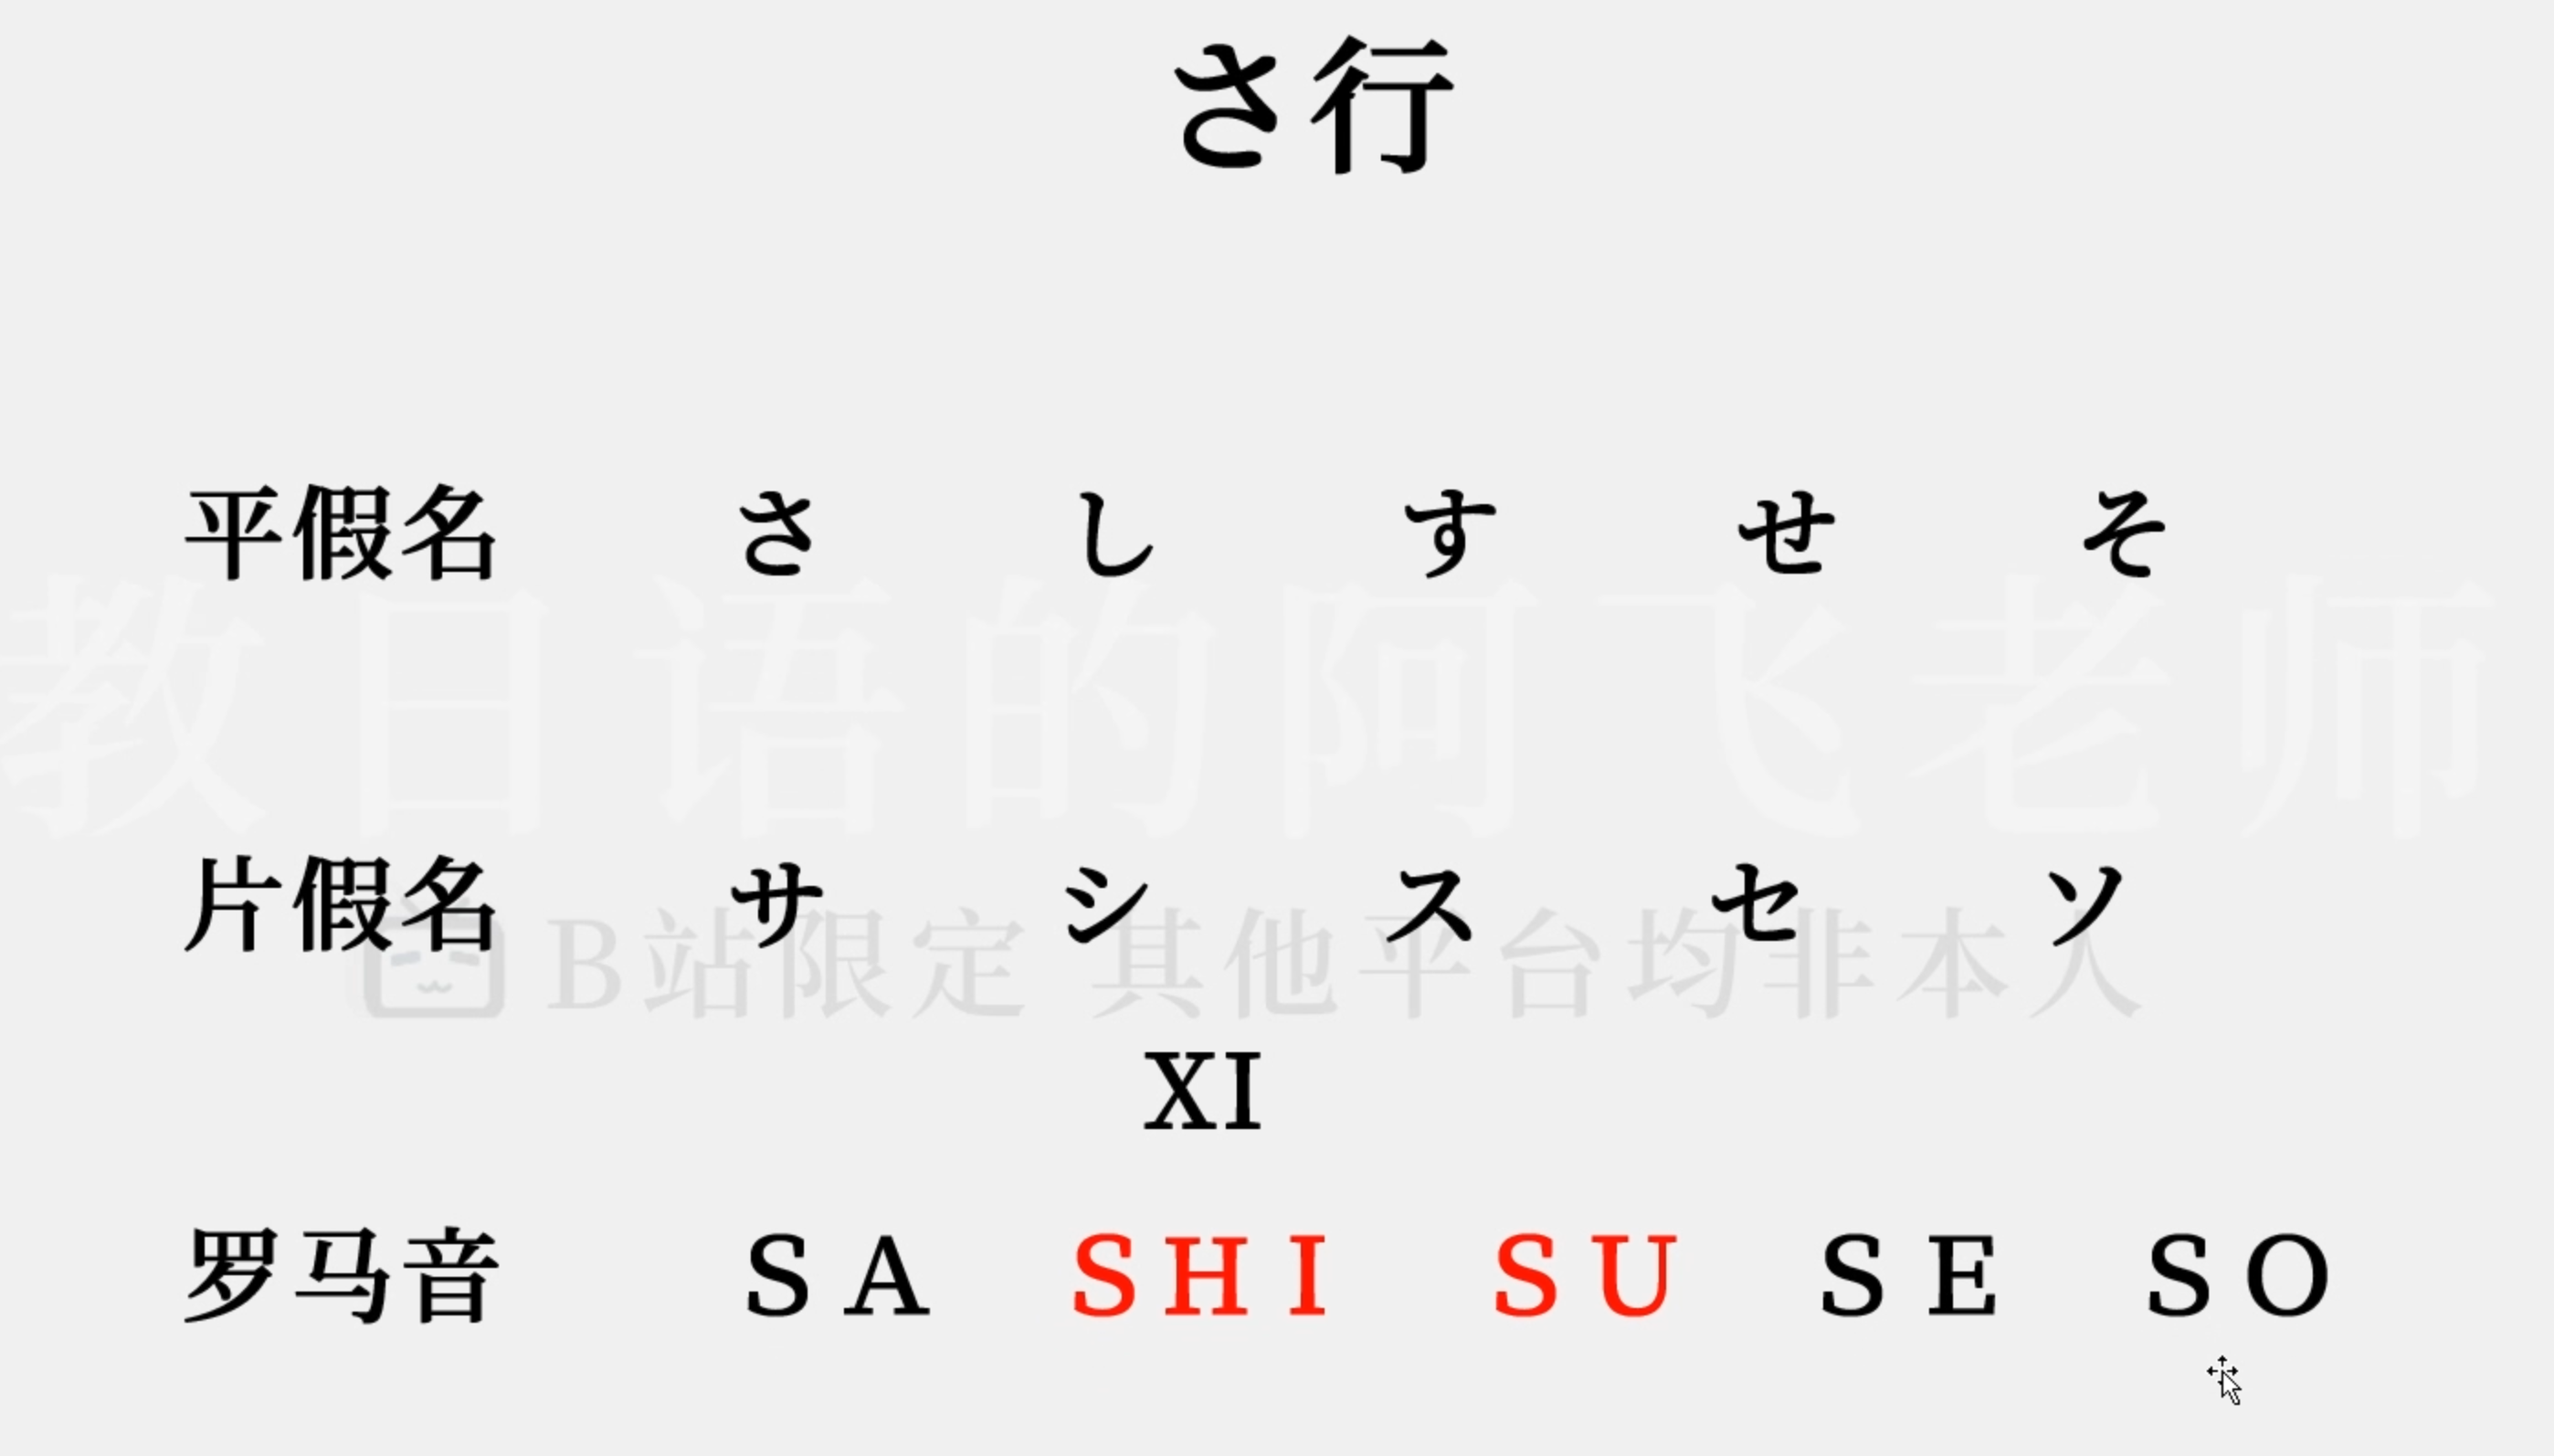 さ行
平假名 さ し す せ そ
教日语的阿飞老师
片假名 サ シ ス セ ソ
B站限定 其他平台均非本人
XI
罗马音 SA SHI SU SE SO